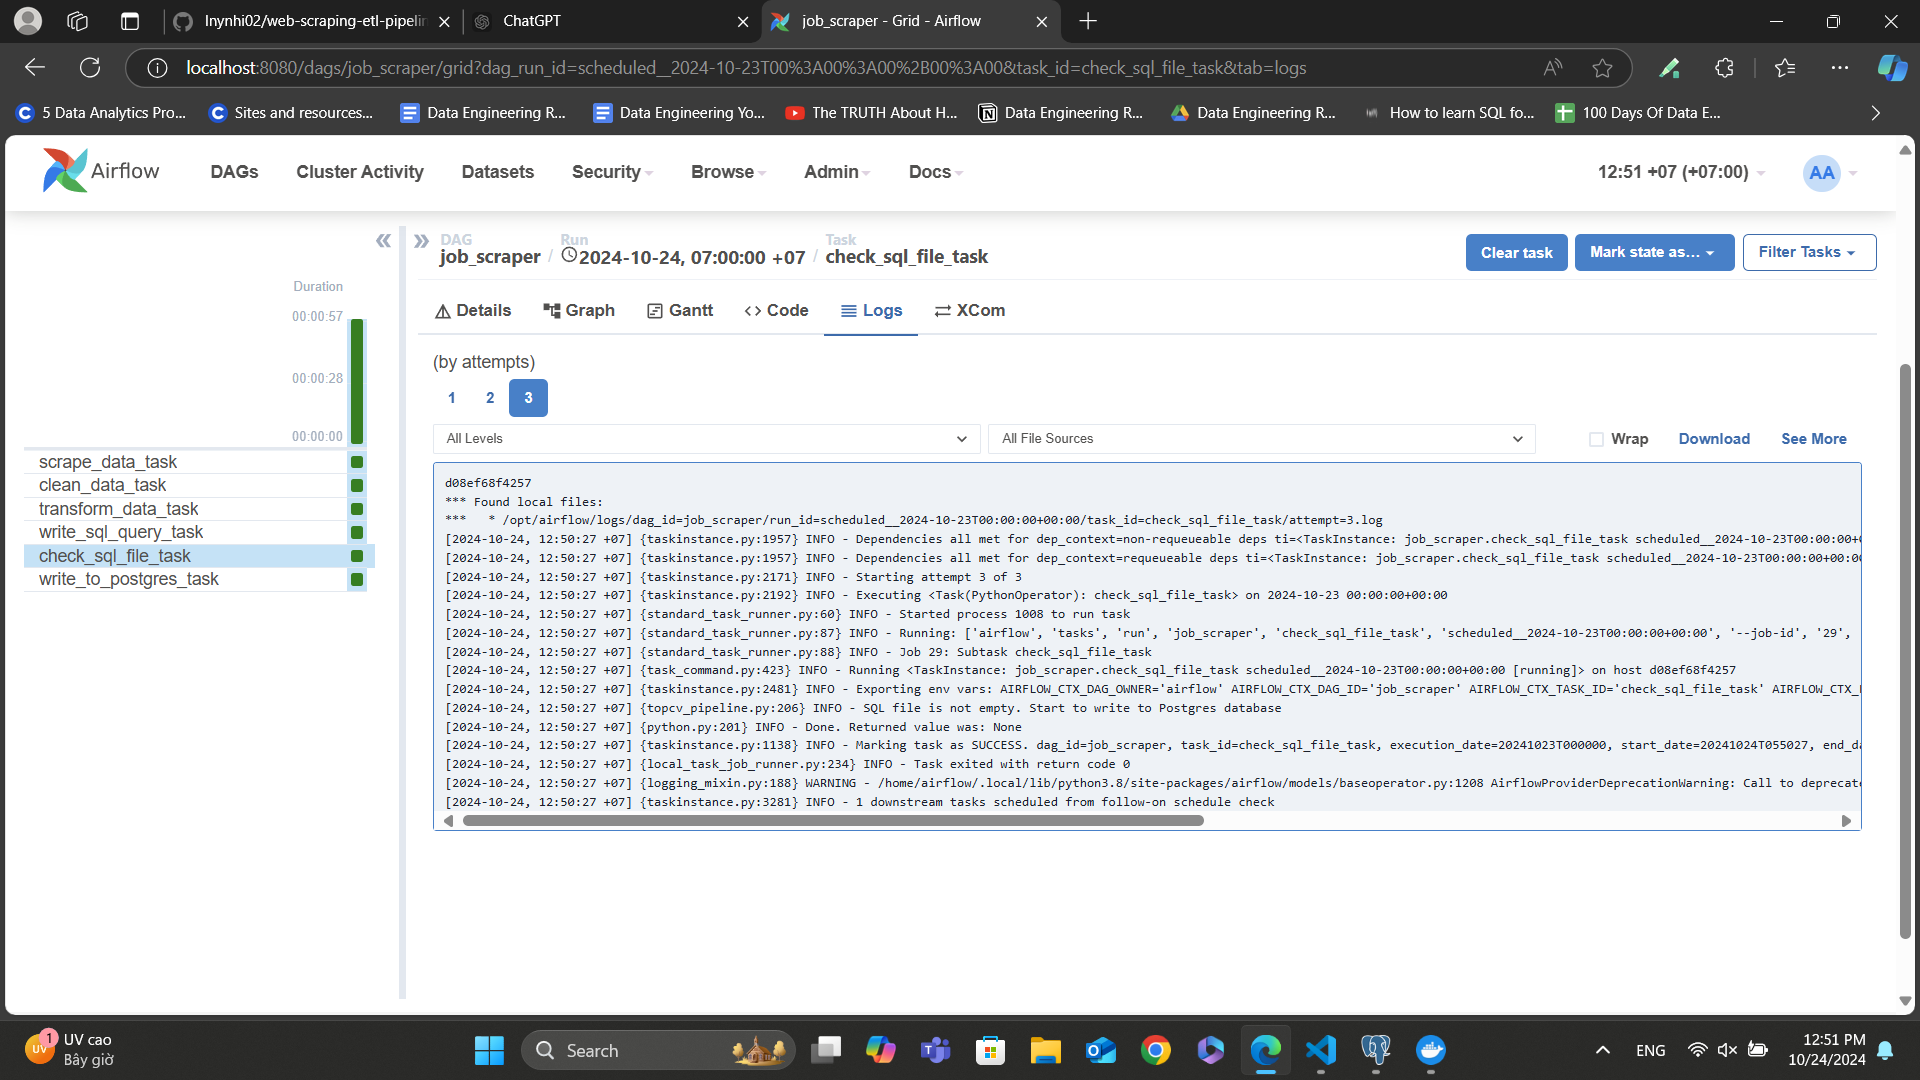 lnynhi02/web-scraping-etl-pipelin
ChatGPT
job_scraper - Grid - Airflow
localhost:8080/dags/job_scraper/grid?dag_run_id=scheduled__2024-10-23T00%3A00%3A00%2B00%3A00&task_id=check_sql_file_task&tab=logs
5 Data Analytics Pro...
Sites and resources...
Data Engineering R...
Data Engineering Yo...
The TRUTH About H...
Data Engineering R...
Data Engineering R...
How to learn SQL fo...
100 Days Of Data E...
Airflow
DAGs
Cluster Activity
Datasets
Security
Browse
Admin
Docs
12:51 +07 (+07:00)
AA
DAG
Run
Task
job_scraper / 2024-10-24, 07:00:00 +07 / check_sql_file_task
Clear task
Mark state as...
Filter Tasks
Duration
00:00:57
00:00:28
00:00:00
scrape_data_task
clean_data_task
transform_data_task
write_sql_query_task
check_sql_file_task
write_to_postgres_task
Details
Graph
Gantt
Code
Logs
XCom
(by attempts)
1
2
3
All Levels
All File Sources
Wrap
Download
See More
d08ef68f4257
*** Found local files:
***   * /opt/airflow/logs/dag_id=job_scraper/run_id=scheduled__2024-10-23T00:00:00+00:00/task_id=check_sql_file_task/attempt=3.log
[2024-10-24, 12:50:27 +07] {taskinstance.py:1957} INFO - Dependencies all met for dep_context=non-requeueable deps ti=<TaskInstance: job_scraper.check_sql_file_task scheduled__2024-10-23T00:00:00+0
[2024-10-24, 12:50:27 +07] {taskinstance.py:1957} INFO - Dependencies all met for dep_context=requeueable deps ti=<TaskInstance: job_scraper.check_sql_file_task scheduled__2024-10-23T00:00:00+00:00
[2024-10-24, 12:50:27 +07] {taskinstance.py:2171} INFO - Starting attempt 3 of 3
[2024-10-24, 12:50:27 +07] {taskinstance.py:2192} INFO - Executing <Task(PythonOperator): check_sql_file_task> on 2024-10-23 00:00:00+00:00
[2024-10-24, 12:50:27 +07] {standard_task_runner.py:60} INFO - Started process 1008 to run task
[2024-10-24, 12:50:27 +07] {standard_task_runner.py:87} INFO - Running: ['airflow', 'tasks', 'run', 'job_scraper', 'check_sql_file_task', 'scheduled__2024-10-23T00:00:00+00:00', '--job-id', '29',
[2024-10-24, 12:50:27 +07] {standard_task_runner.py:88} INFO - Job 29: Subtask check_sql_file_task
[2024-10-24, 12:50:27 +07] {task_command.py:423} INFO - Running <TaskInstance: job_scraper.check_sql_file_task scheduled__2024-10-23T00:00:00+00:00 [running]> on host d08ef68f4257
[2024-10-24, 12:50:27 +07] {taskinstance.py:2481} INFO - Exporting env vars: AIRFLOW_CTX_DAG_OWNER='airflow' AIRFLOW_CTX_DAG_ID='job_scraper' AIRFLOW_CTX_TASK_ID='check_sql_file_task' AIRFLOW_CTX_
[2024-10-24, 12:50:27 +07] {topcv_pipeline.py:206} INFO - SQL file is not empty. Start to write to Postgres database
[2024-10-24, 12:50:27 +07] {python.py:201} INFO - Done. Returned value was: None
[2024-10-24, 12:50:27 +07] {taskinstance.py:1138} INFO - Marking task as SUCCESS. dag_id=job_scraper, task_id=check_sql_file_task, execution_date=20241023T000000, start_date=20241024T055027, end_da
[2024-10-24, 12:50:27 +07] {local_task_job_runner.py:234} INFO - Task exited with return code 0
[2024-10-24, 12:50:27 +07] {logging_mixin.py:188} WARNING - /home/airflow/.local/lib/python3.8/site-packages/airflow/models/baseoperator.py:1208 AirflowProviderDeprecationWarning: Call to deprecat
[2024-10-24, 12:50:27 +07] {taskinstance.py:3281} INFO - 1 downstream tasks scheduled from follow-on schedule check
UV
1
UV cao
Bây giờ
Search
ENG
12:51 PM
10/24/2024